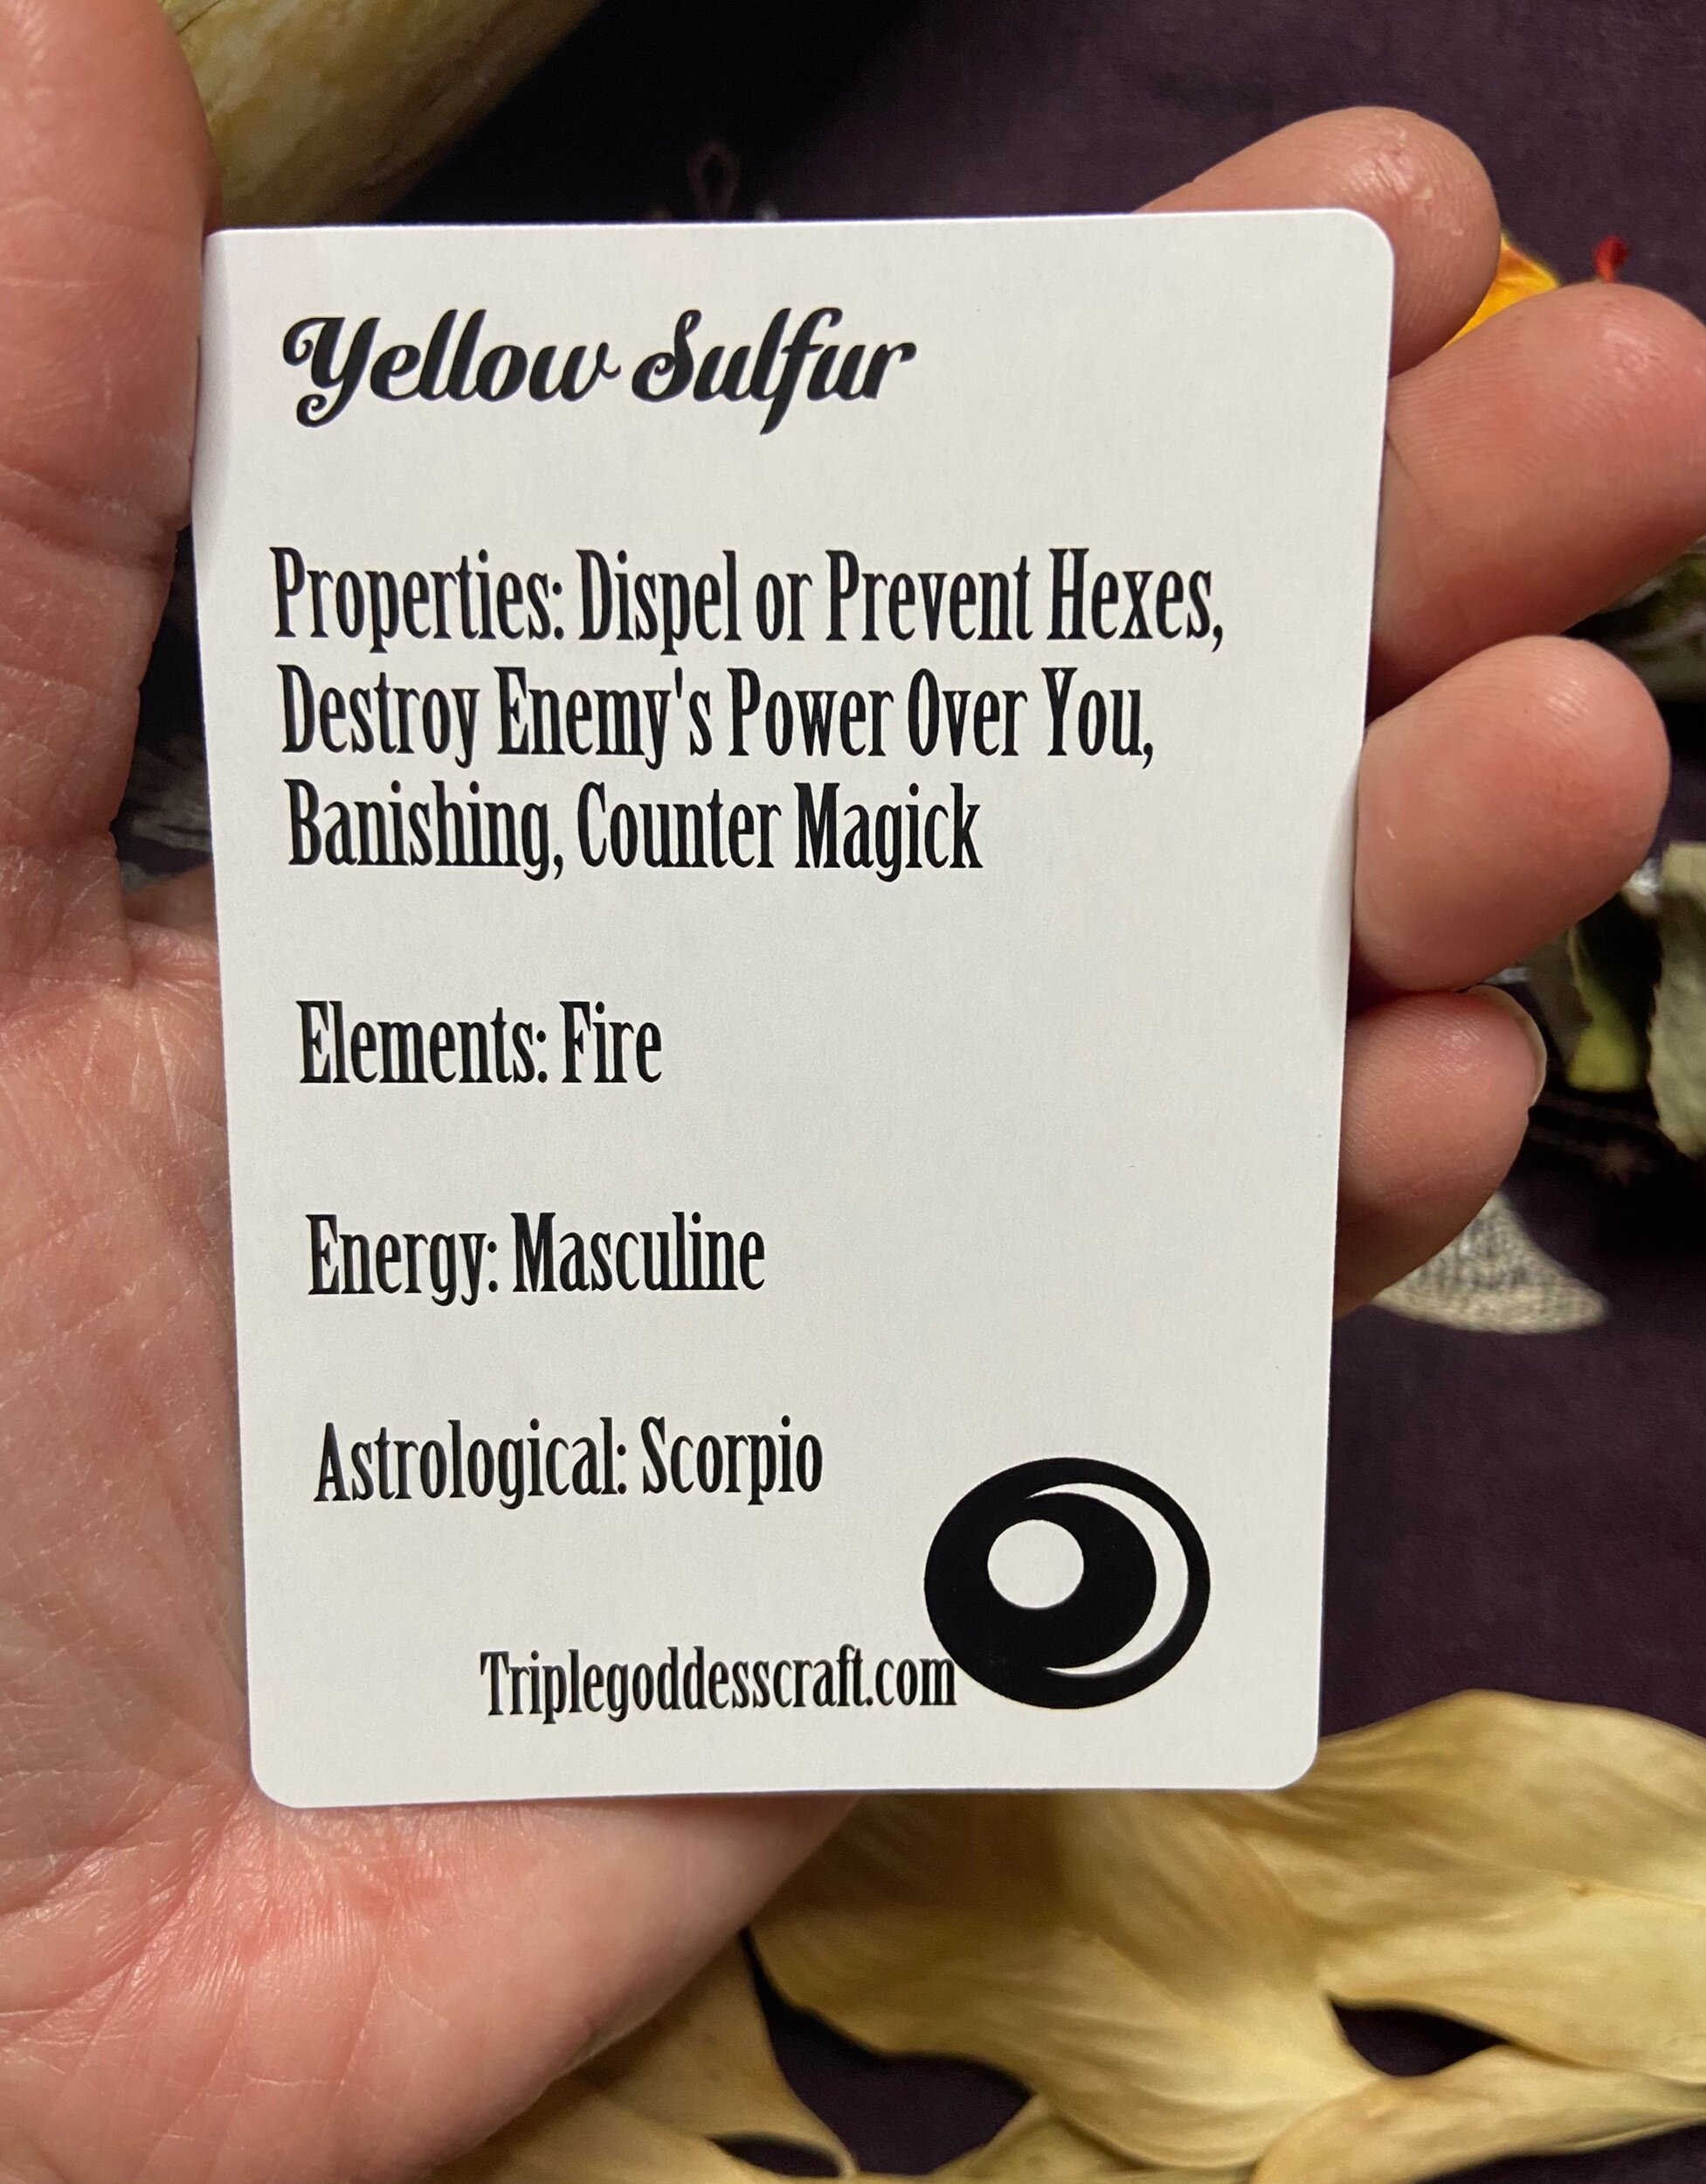 Yellow Sulfur
Properties: Dispel or Prevent Hexes,
Destroy Enemy's Power Over You,
Banishing, Counter Magick
Elements: Fire
Energy: Masculine
Astrological: Scorpio
Triplegoddesscraft.com